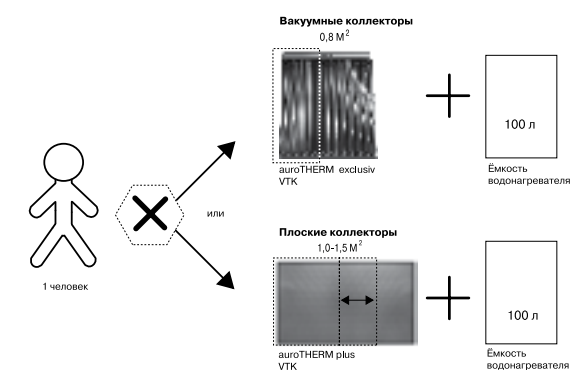 Вакуумные коллекторы
0,8 М²
100 л
auroTHERM exclusiv
VTK
Ёмкость
водонагревателя
или
1 человек
Плоские коллекторы
1,0-1,5 М²
100 л
auroTHERM plus
VTK
Ёмкость
водонагревателя